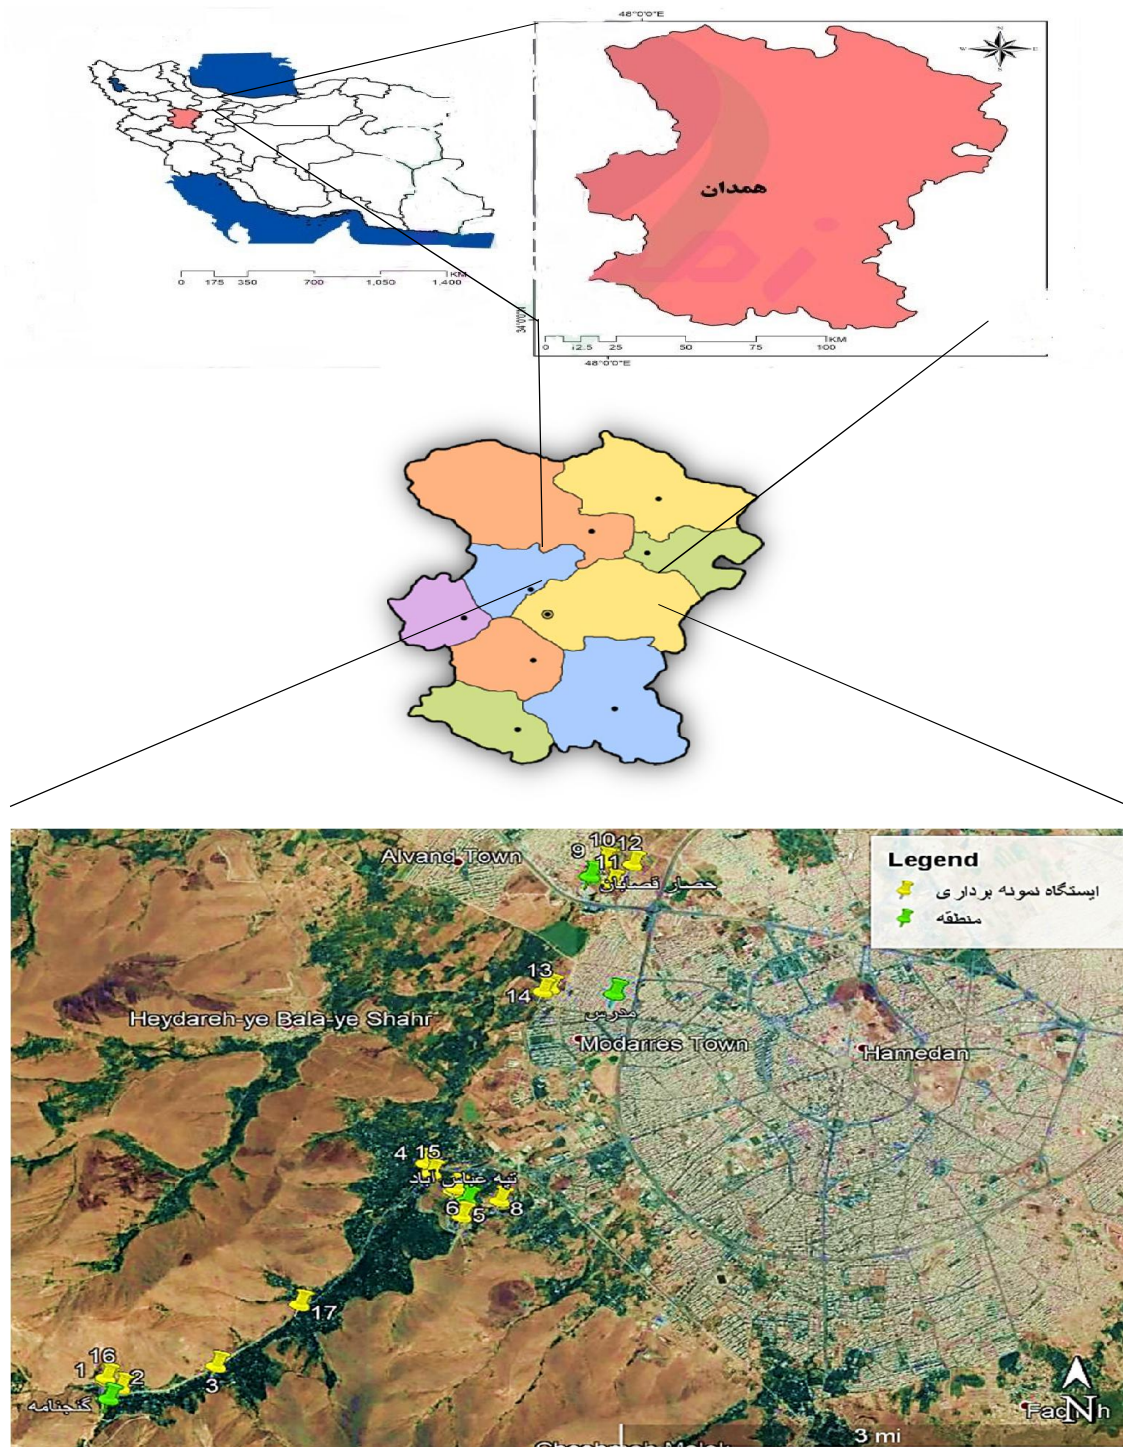 48°0'0"E
N
W
E
S
همدان
KM
0 175 350 700 1,050 1,400
34°0'0"N
KM
0 12.5 25 50 75 100
48°0'0"E
10 12
9
11
Alvand Town
حصار قصابان
Legend
ایستگاه نمونه برداری
منطقه
13
14
مدرس
Heydareh-ye Bala-ye Shahr
Modarres Town
Hamedan
4 15
تپه عباس آباد
6 5 8
17
16
1 2 3
گنجنامه
N
3 mi